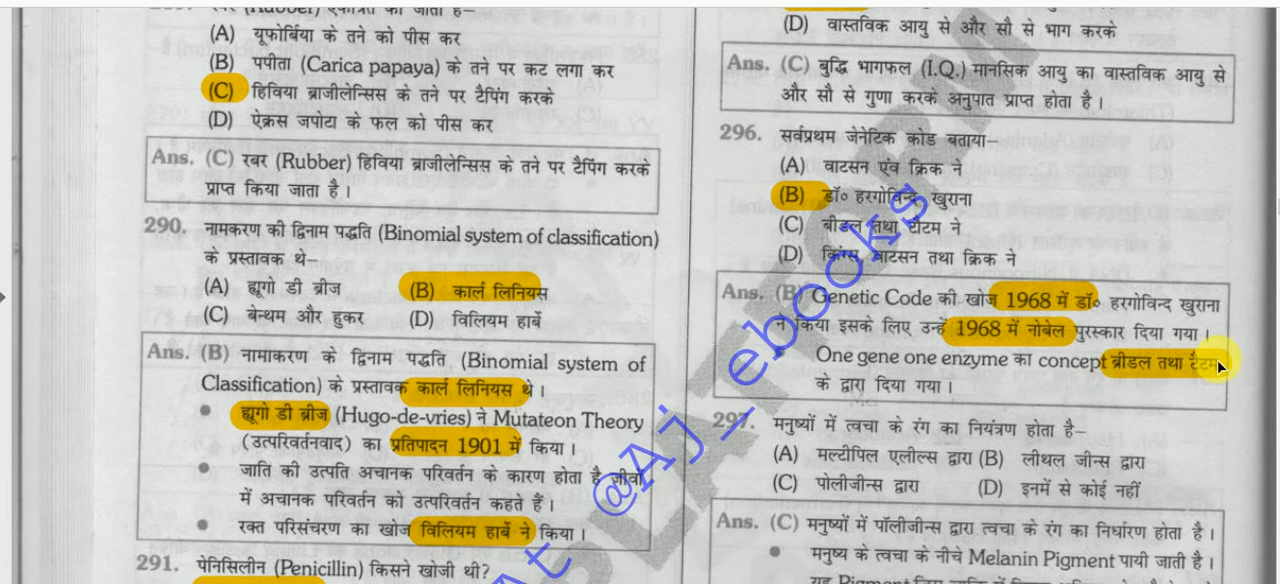 रबर (Rubber) एकत्रित की जाती है–
(A) यूफोर्बिया के तने को पीस कर
(B) पपीता (Carica papaya) के तने पर कट लगा कर
(C) हिविया ब्राजीलेन्सिस के तने पर टैपिंग करके
(D) ऐक्रस जपोटा के फल को पीस कर
Ans. (C) रबर (Rubber) हिविया ब्राजीलेन्सिस के तने पर टैपिंग करके
प्राप्त किया जाता है।
290. नामकरण की द्विनाम पद्धति (Binomial system of classification)
के प्रस्तावक थे–
(A) ह्यूगो डी ब्रीज (B) कार्ल लिनियस
(C) बेन्थम और हुकर (D) विलियम हार्बे
Ans. (B) नामाकरण के द्विनाम पद्धति (Binomial system of
Classification) के प्रस्तावक कार्ल लिनियस थे।
• ह्यूगो डी ब्रीज (Hugo-de-vries) ने Mutateon Theory
(उत्परिवर्तनवाद) का प्रतिपादन 1901 में किया।
• जाति की उत्पति अचानक परिवर्तन के कारण होता है जीवों
में अचानक परिवर्तन को उत्परिवर्तन कहते हैं।
• रक्त परिसंचरण का खोज विलियम हार्बे ने किया।
291. पेनिसिलीन (Penicillin) किसने खोजी थी?
(D) वास्तविक आयु से और सौ से भाग करके
Ans. (C) बुद्धि भागफल (I.Q.) मानसिक आयु का वास्तविक आयु से
और सौ से गुणा करके अनुपात प्राप्त होता है।
296. सर्वप्रथम जेनेटिक कोड बताया–
(A) वाटसन एंव क्रिक ने
(B) डॉ० हरगोविन्द खुराना
(C) बीडल तथा टैटम ने
(D) किंग्स, वाटसन तथा क्रिक ने
Ans. (B) Genetic Code की खोज 1968 में डॉ० हरगोविन्द खुराना
ने किया इसके लिए उन्हें 1968 में नोबेल पुरस्कार दिया गया।
• One gene one enzyme का concept ब्रीडल तथा टैटम
के द्वारा दिया गया।
297. मनुष्यों में त्वचा के रंग का नियंत्रण होता है–
(A) मल्टीपिल एलील्स द्वारा (B) लीथल जीन्स द्वारा
(C) पोलीजीन्स द्वारा (D) इनमें से कोई नहीं
Ans. (C) मनुष्यों में पॉलीजीन्स द्वारा त्वचा के रंग का निर्धारण होता है।
• मनुष्य के त्वचा के नीचे Melanin Pigment पायी जाती है।
At @Aj_ebooks